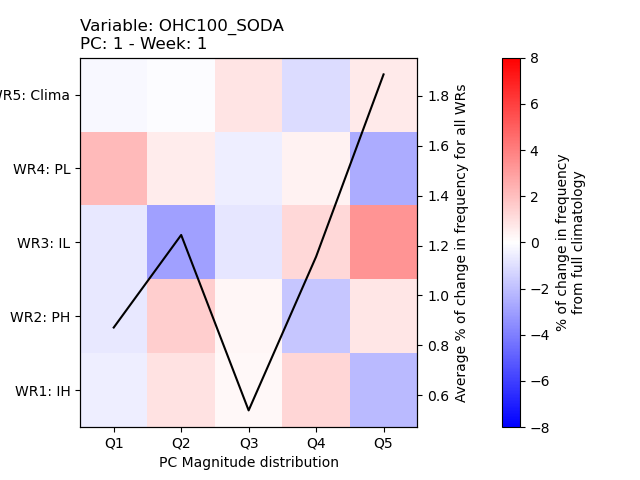 Variable: OHC100_SODA
PC: 1 - Week: 1
WR5: Clima
WR4: PL
WR3: IL
WR2: PH
WR1: IH
Q1 Q2 Q3 Q4 Q5
PC Magnitude distribution
1.8
1.6
1.4
1.2
1.0
0.8
0.6
Average % of change in frequency for all WRs
8
6
4
2
0
−2
−4
−6
−8
% of change in frequency
from full climatology